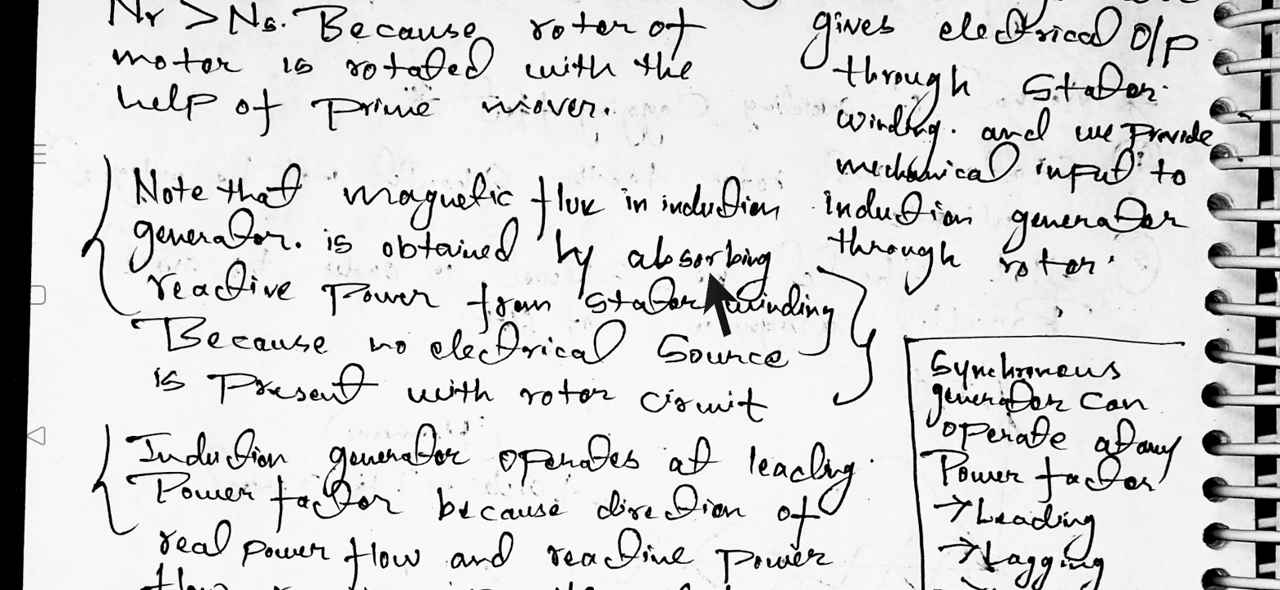 Nr > Ns. Because rotor of
motor is rotated with the
help of prime mover.
Note that magnetic flux in induction
generator. is obtained by absorbing
reactive Power from stator winding
Because no electrical Source
is Present with rotor circuit
Induction generator operates at leading
Power factor because direction of
real power flow and reactive power
gives electrical O/P
through Stator
winding. and we Provide
mechanical input to
induction generator
through rotor.
Synchronous
generator can
operate at any
Power factor
→ Leading
→ Lagging